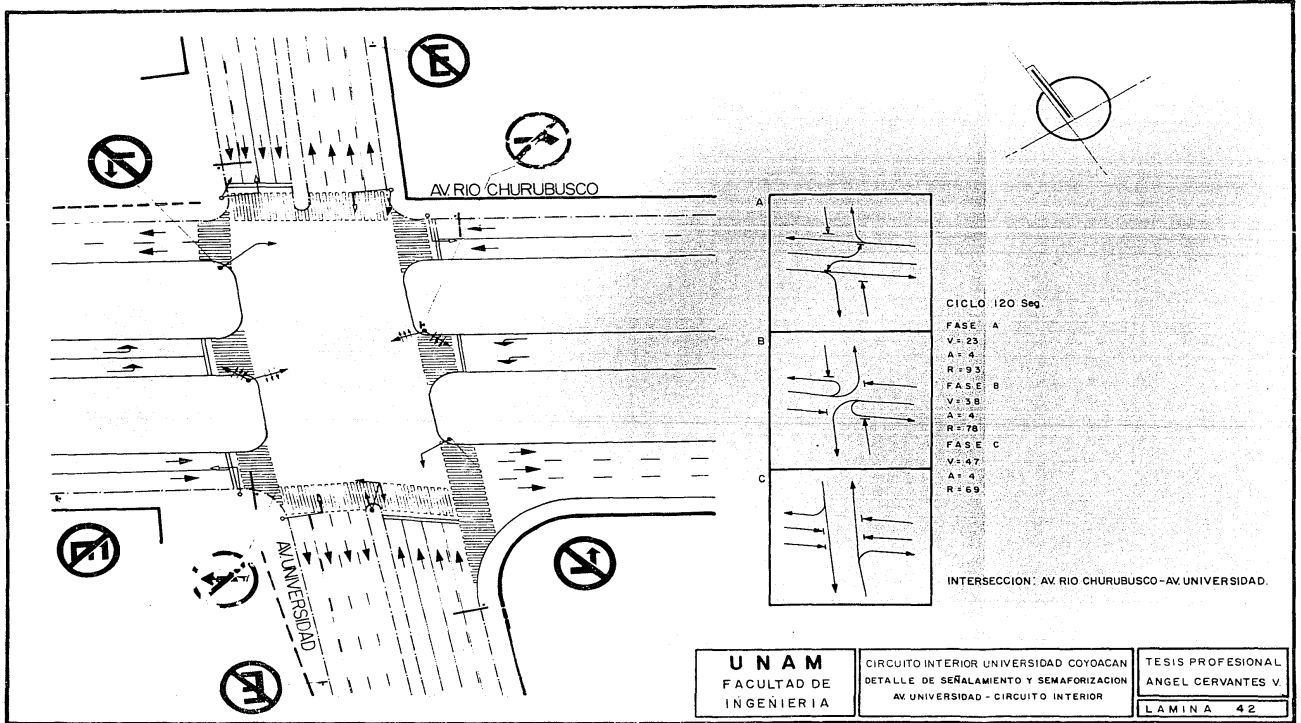 AV. RIO CHURUBUSCO
AV. UNIVERSIDAD
A
B
C
CICLO 120 Seg.
FASE A
V = 23
A = 4
R = 93
FASE B
V = 38
A = 4
R = 78
FASE C
V = 47
A = 4
R = 69
INTERSECCION: AV. RIO CHURUBUSCO-AV. UNIVERSIDAD.
UNAM
FACULTAD DE
INGENIERIA
CIRCUITO INTERIOR UNIVERSIDAD COYOACAN
DETALLE DE SEÑALAMIENTO Y SEMAFORIZACION
AV. UNIVERSIDAD - CIRCUITO INTERIOR
TESIS PROFESIONAL
ANGEL CERVANTES V.
LAMINA 42
E
E
E